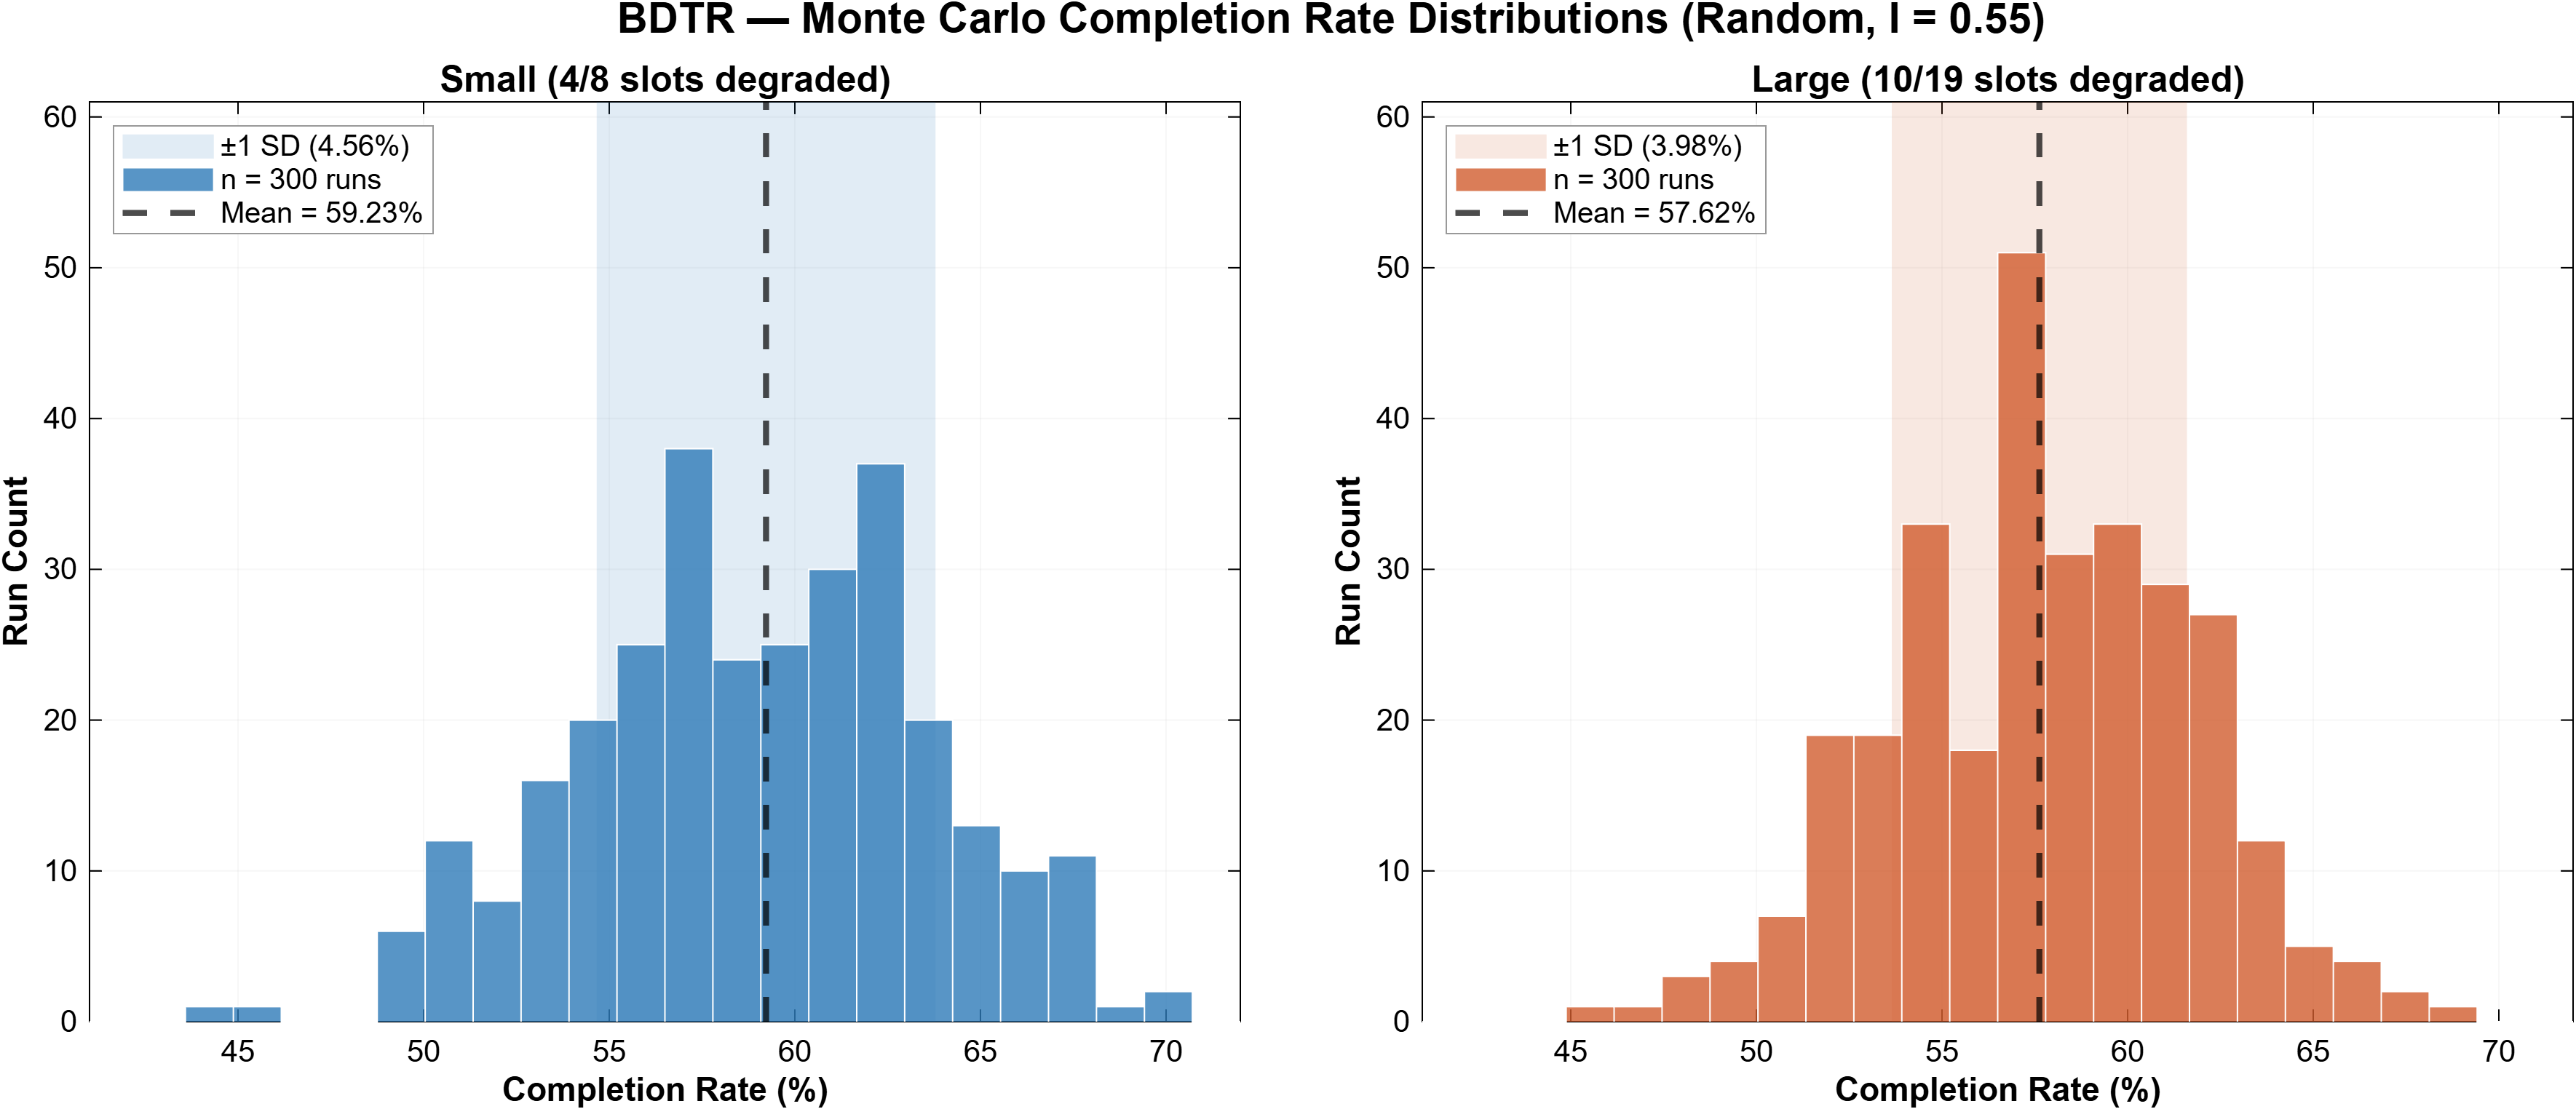 BDTR — Monte Carlo Completion Rate Distributions (Random, I = 0.55)
Small (4/8 slots degraded)
±1 SD (4.56%)
n = 300 runs
Mean = 59.23%
60
50
40
30
20
10
0
Run Count
45 50 55 60 65 70
Completion Rate (%)
Large (10/19 slots degraded)
±1 SD (3.98%)
n = 300 runs
Mean = 57.62%
60
50
40
30
20
10
0
Run Count
45 50 55 60 65 70
Completion Rate (%)